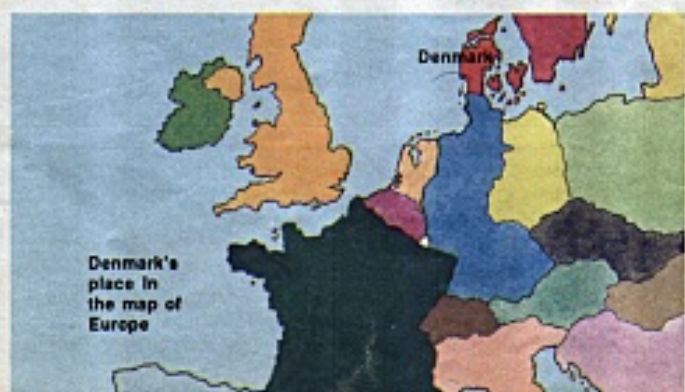 Denmark
Denmark's
place in
the map of
Europe